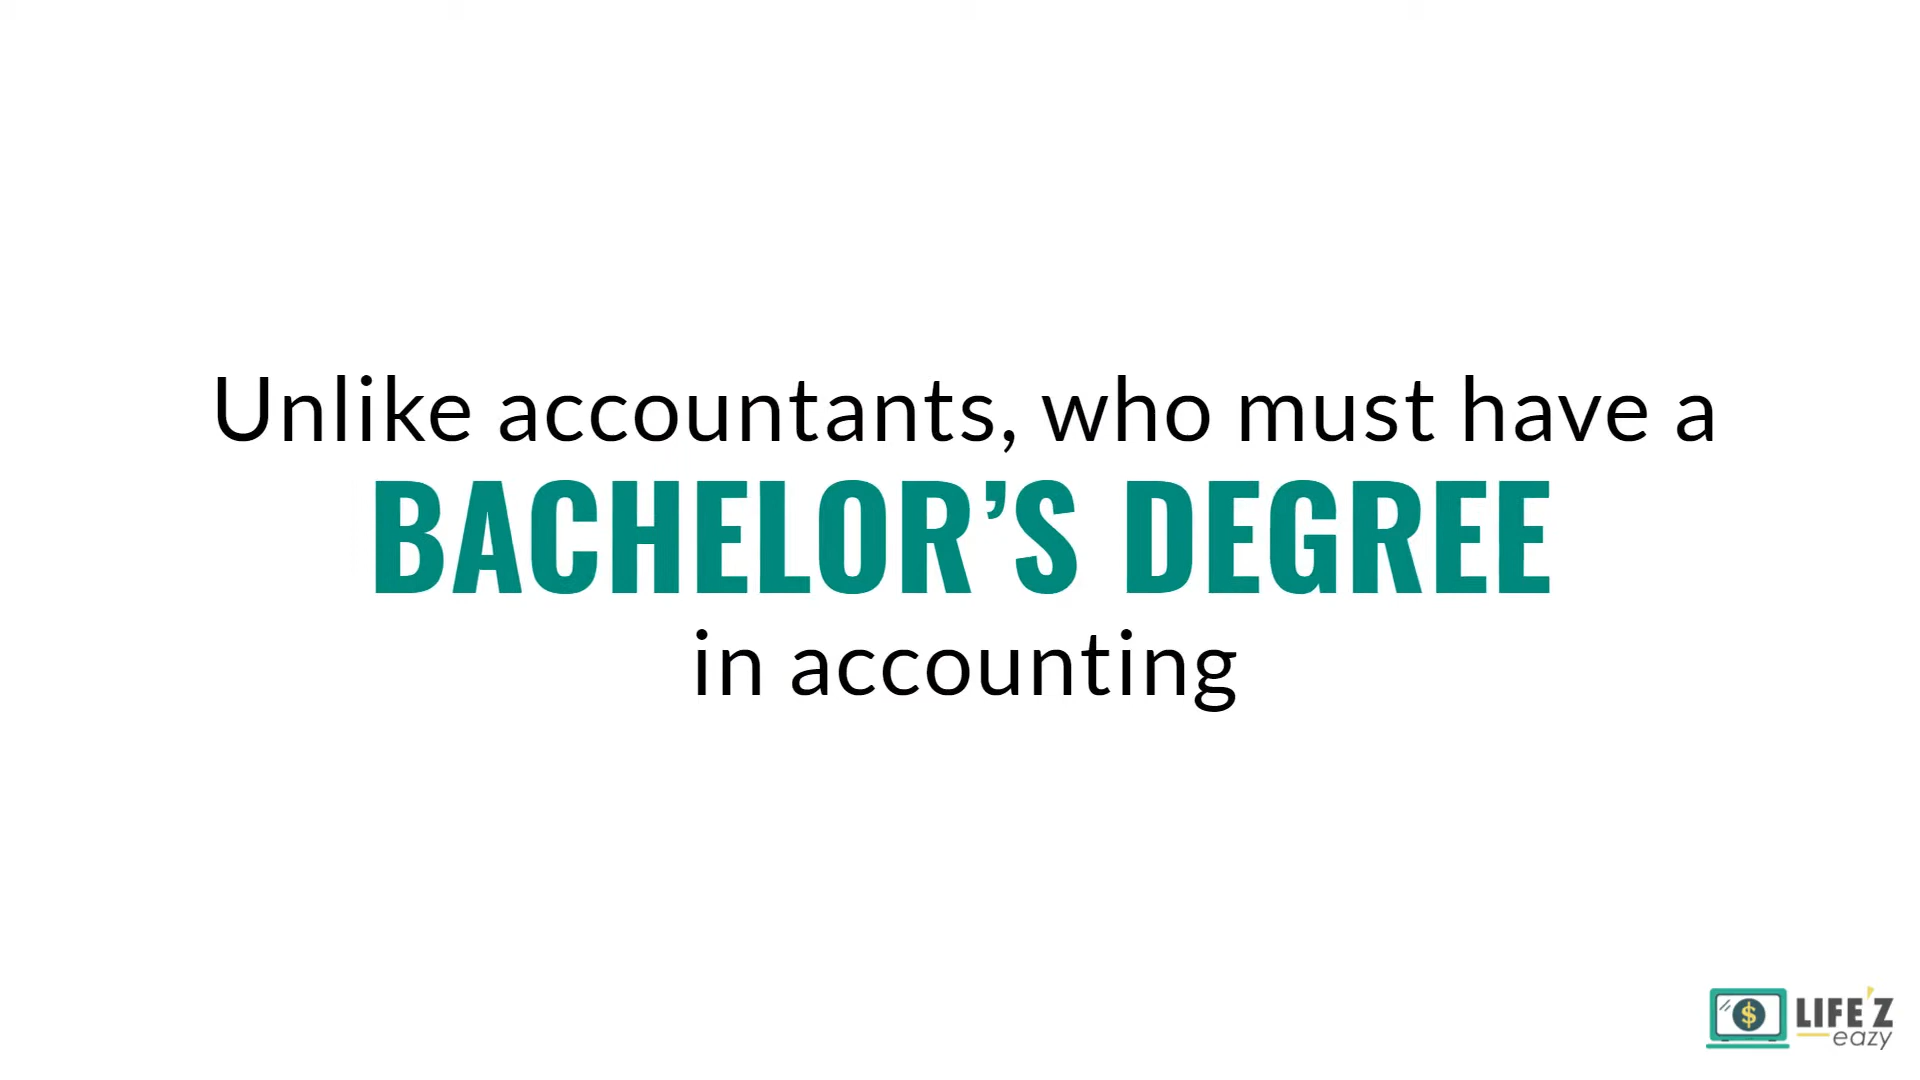 Unlike accountants, who must have a
BACHELOR’S DEGREE
in accounting
$ LIFE'Z
eazy